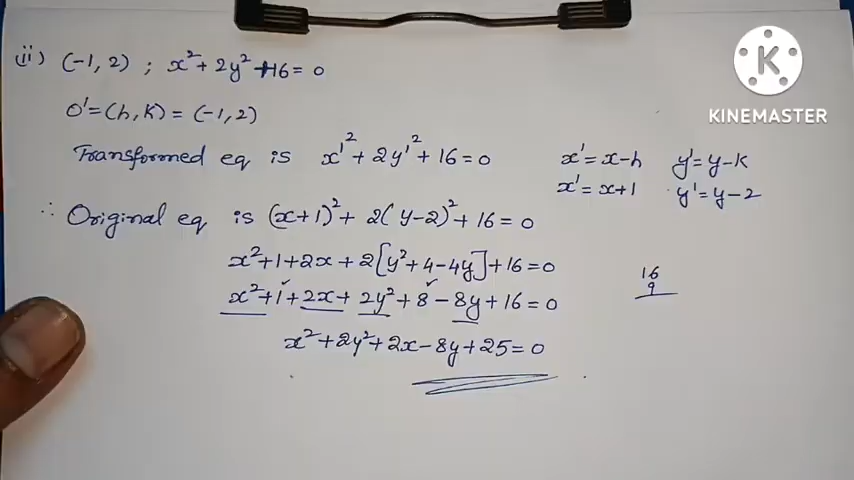 K
KINEMASTER
(ii) (-1, 2) ; x² + 2y² + 16 = 0
O' = (h, k) = (-1, 2)
Transformed eq is x'² + 2y'² + 16 = 0
x' = x-h y' = y-k
x' = x+1 y' = y-2
∴ Original eq is (x+1)² + 2(y-2)² + 16 = 0
x² + 1 + 2x + 2[y² + 4 - 4y] + 16 = 0
x² + 1 + 2x + 2y² + 8 - 8y + 16 = 0
16
9
x² + 2y² + 2x - 8y + 25 = 0